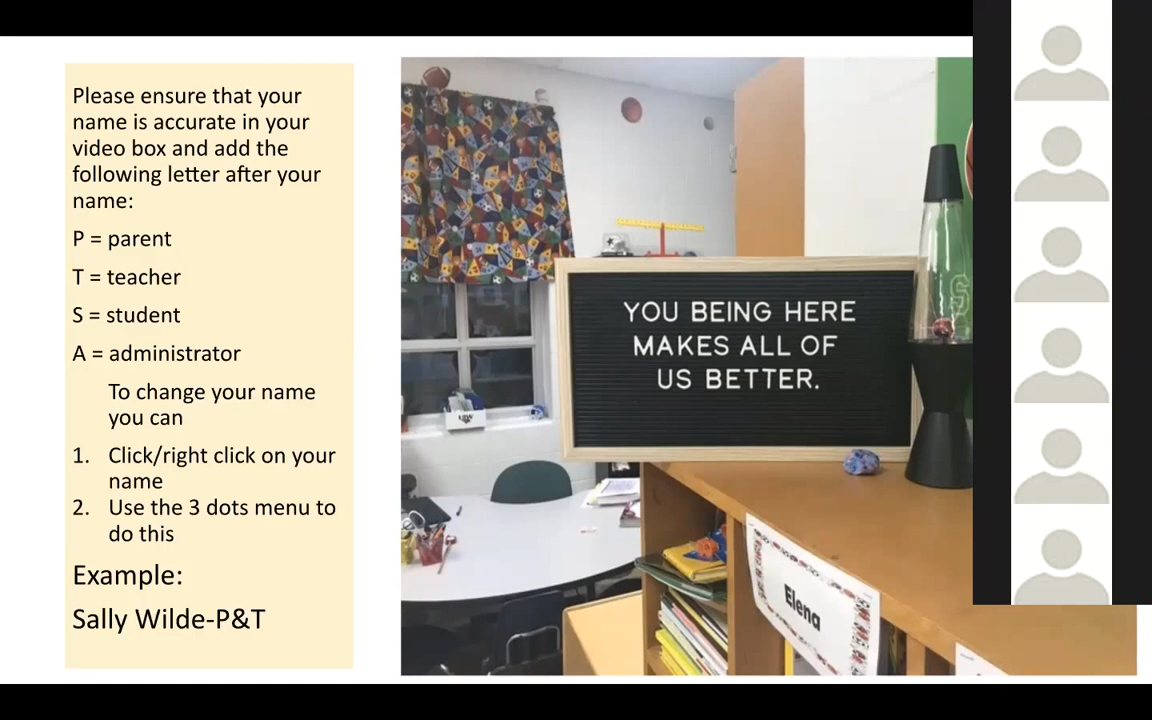 Please ensure that your
name is accurate in your
video box and add the
following letter after your
name:
P = parent
T = teacher
S = student
A = administrator
To change your name
you can
1. Click/right click on your
name
2. Use the 3 dots menu to
do this
Example:
Sally Wilde-P&T
YOU BEING HERE
MAKES ALL OF
US BETTER.
S
Elena